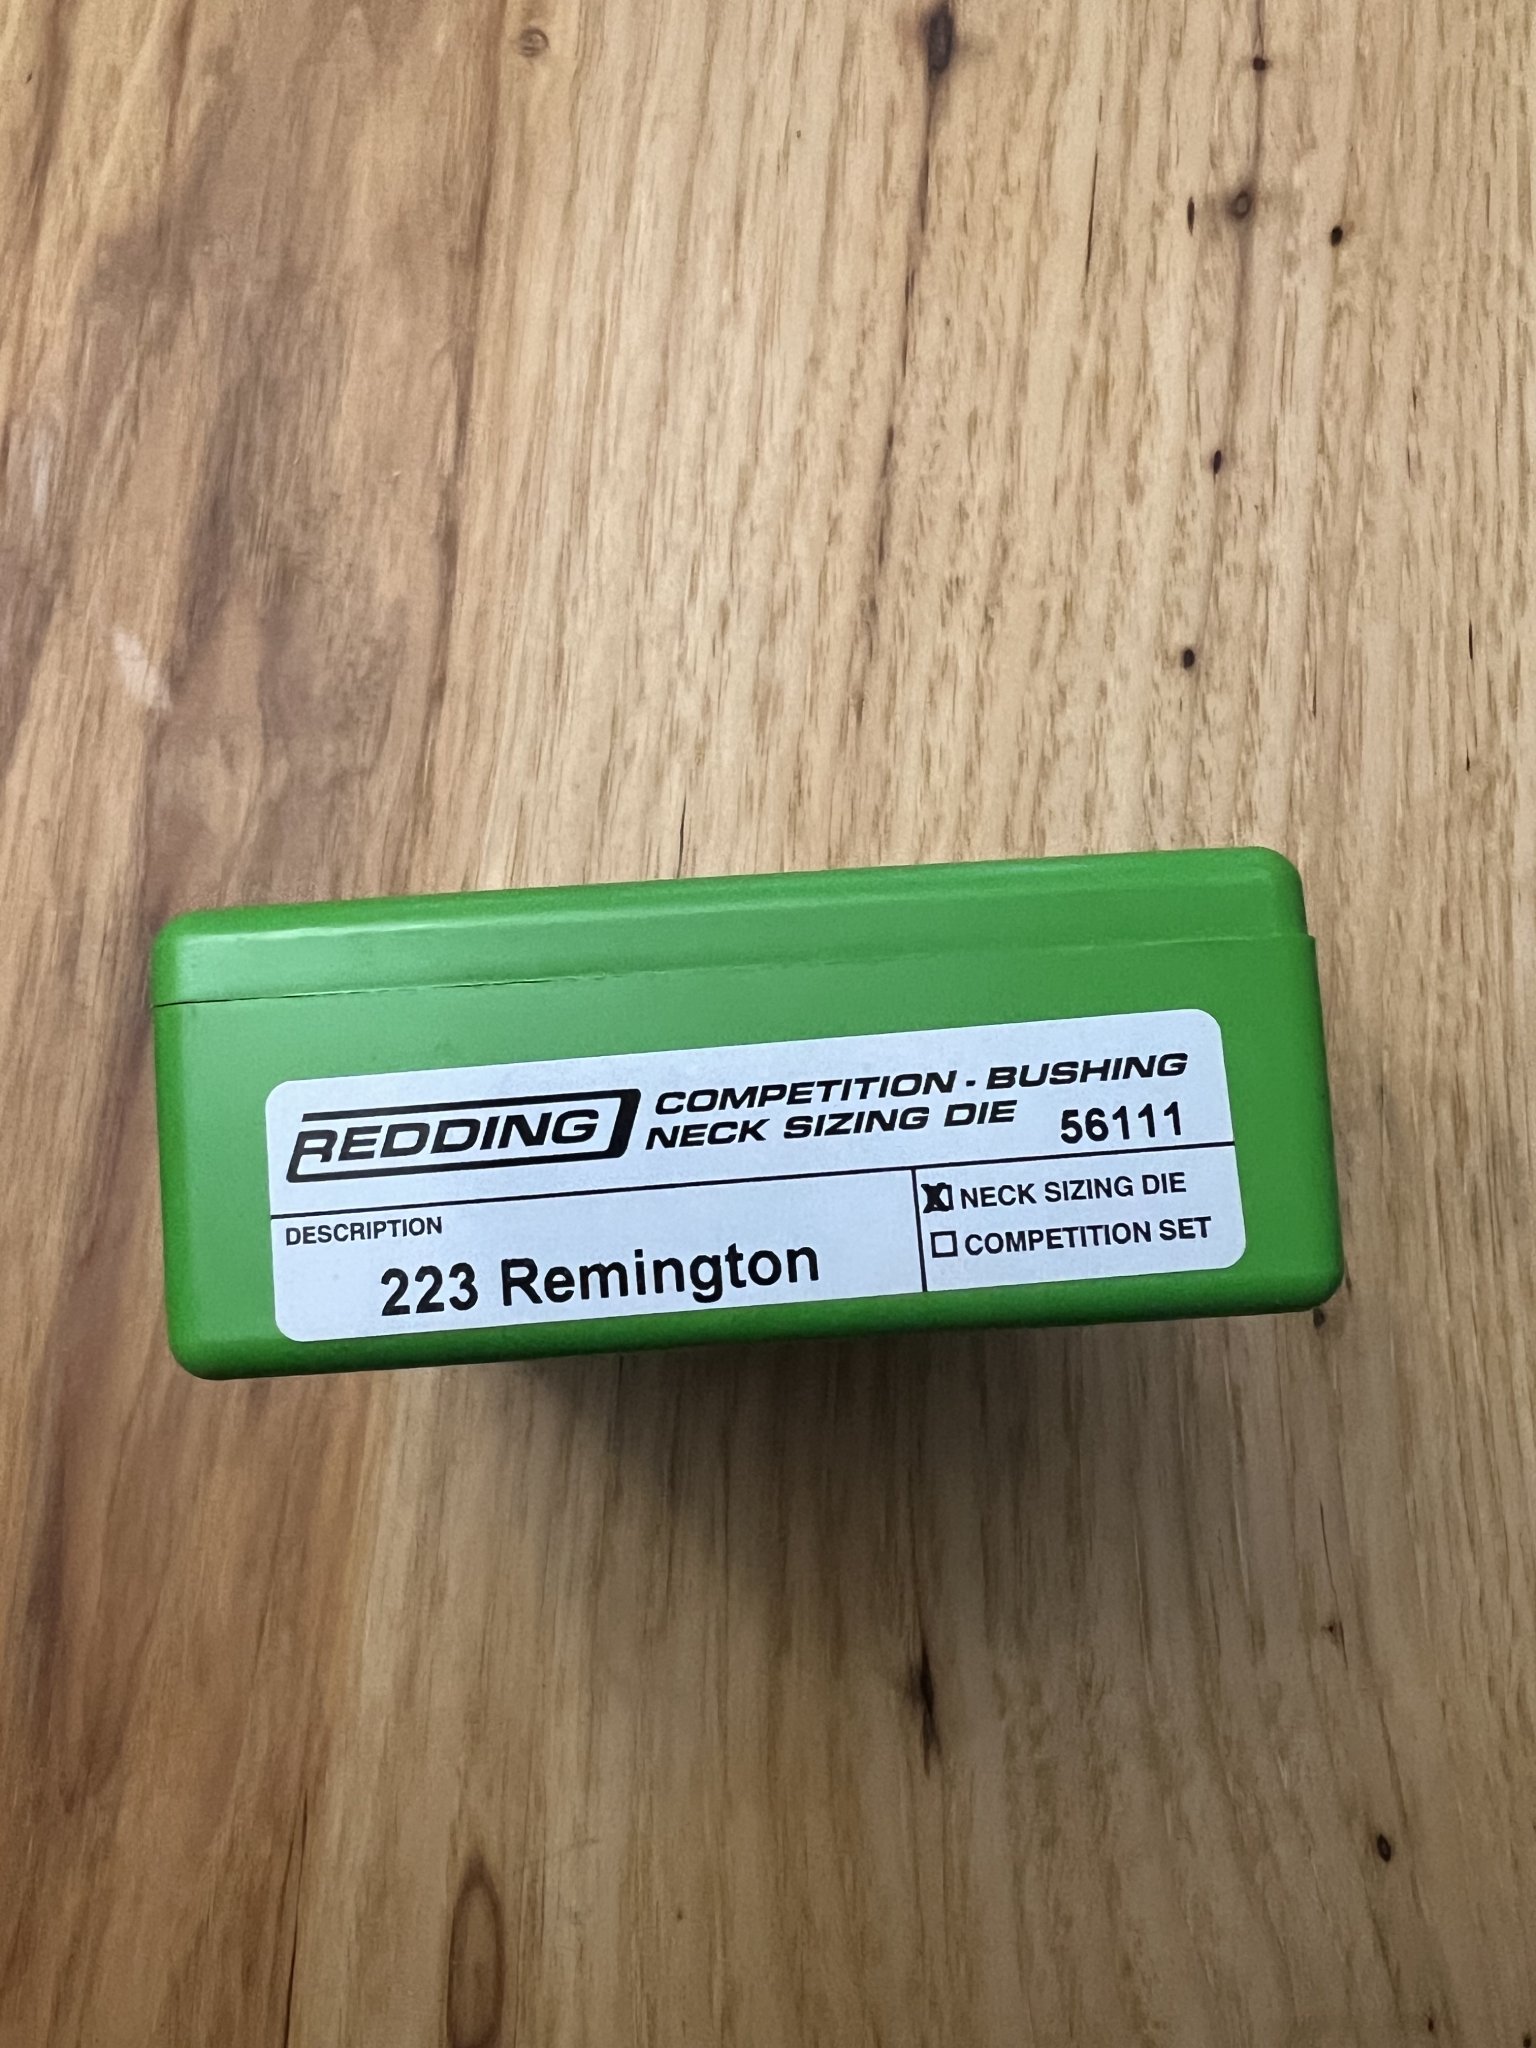 REDDING
COMPETITION - BUSHING
NECK SIZING DIE 56111
DESCRIPTION
223 Remington
NECK SIZING DIE
COMPETITION SET